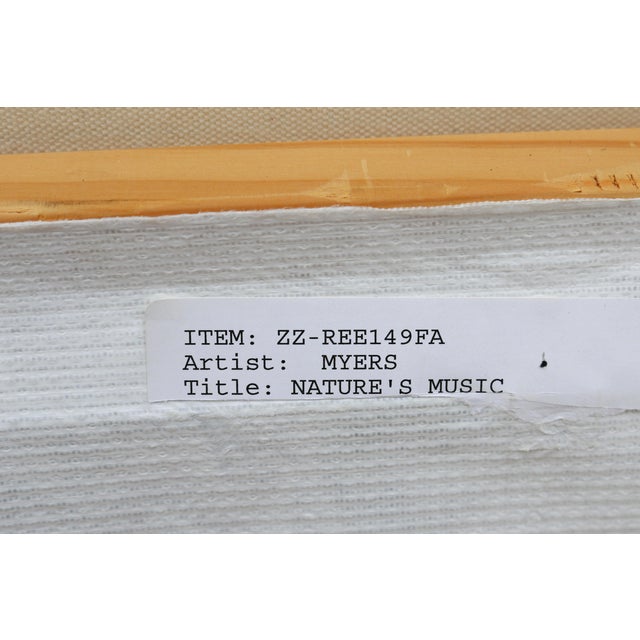 ITEM: ZZ-REE149FA
Artist: MYERS
Title: NATURE'S MUSIC